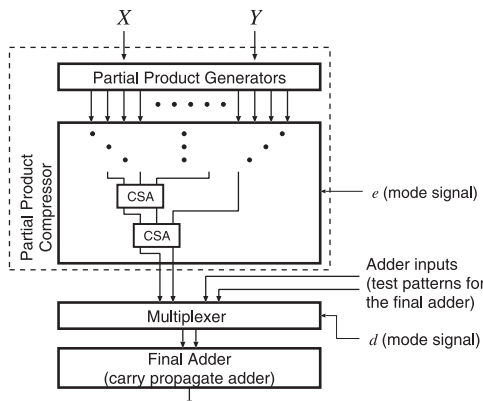 X Y
Partial Product Generators
Partial Product
Compressor
CSA
CSA
e (mode signal)
Adder inputs
(test patterns for
the final adder)
Multiplexer
d (mode signal)
Final Adder
(carry propagate adder)